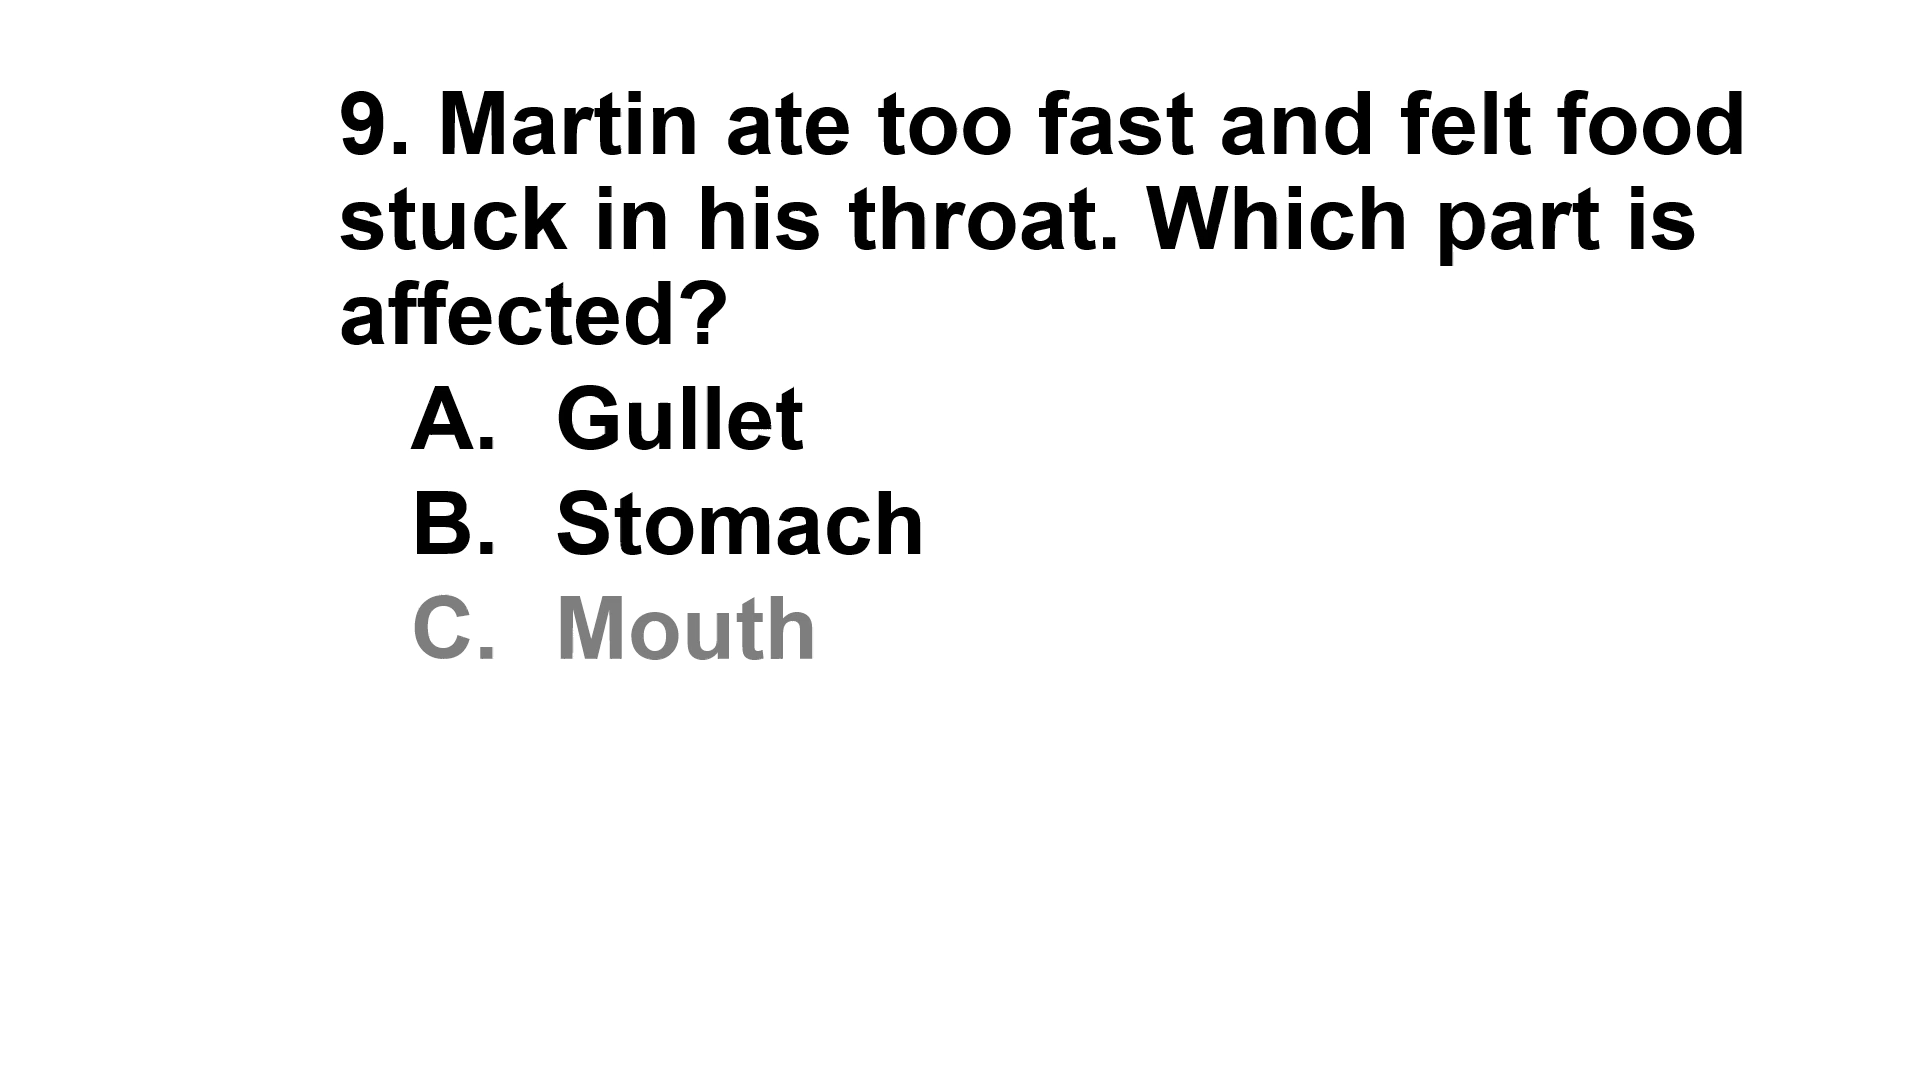 9. Martin ate too fast and felt food
stuck in his throat. Which part is
affected?
A. Gullet
B. Stomach
C. Mouth